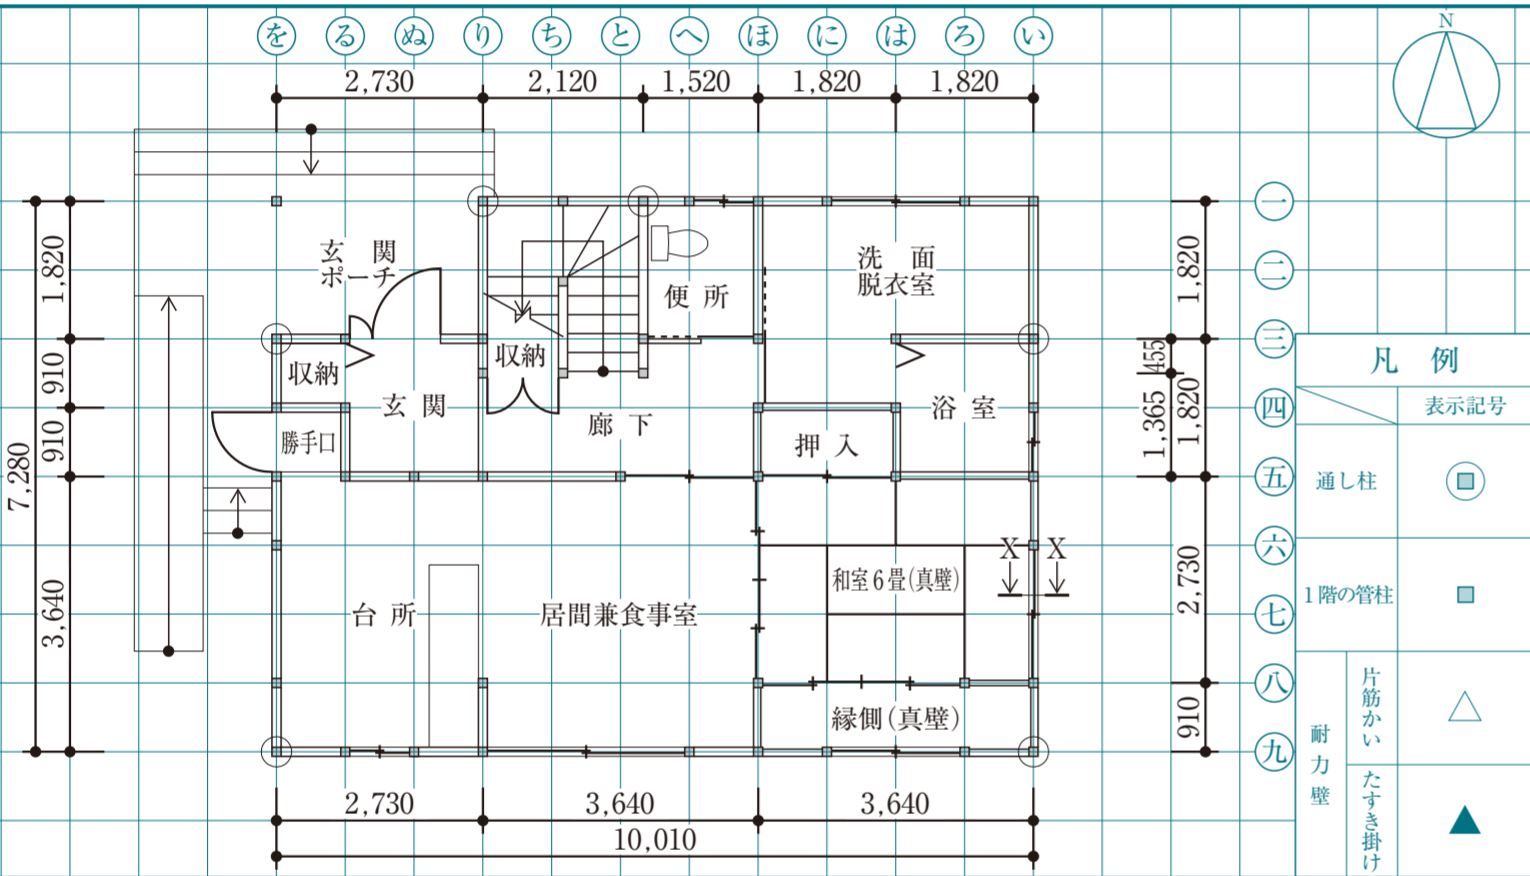 を る ぬ り ち と へ ほ に は ろ い
N
2,730 2,120 1,520 1,820 1,820
一
二
三
四
五
六
七
八
九
7,280
1,820
910
910
3,640
1,820
455
1,365
1,820
2,730
910
玄関
ポーチ
便所
洗面
脱衣室
収納
収納
玄関
廊下
浴室
勝手口
押入
X X
和室6畳(真壁)
台所
居間兼食事室
縁側(真壁)
2,730 3,640 3,640
10,010
凡例
表示記号
通し柱
1階の管柱
耐力壁
片筋かい
たすき掛け